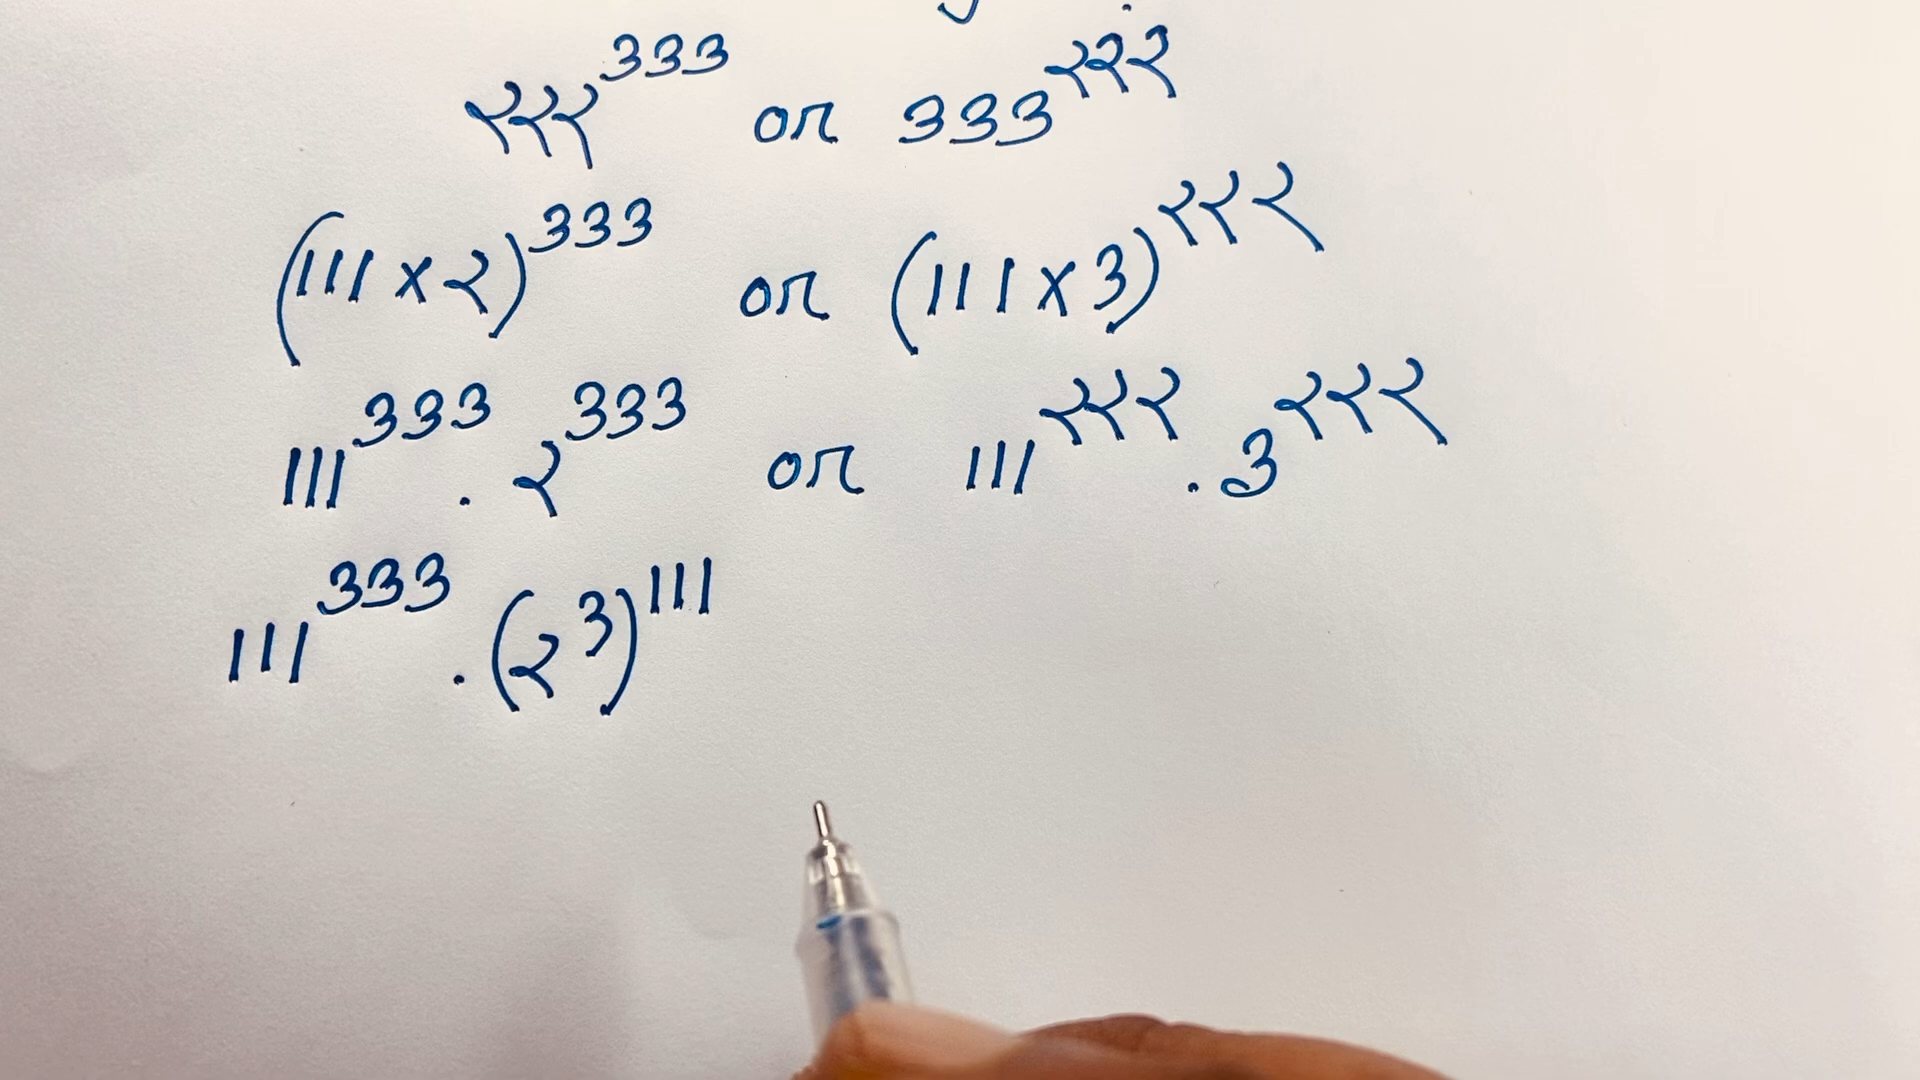 222^333 or 333^222
(111 × 2)^333 or (111 × 3)^222
111^333 . 2^333 or 111^222 . 3^222
111^333 . (2^3)^111